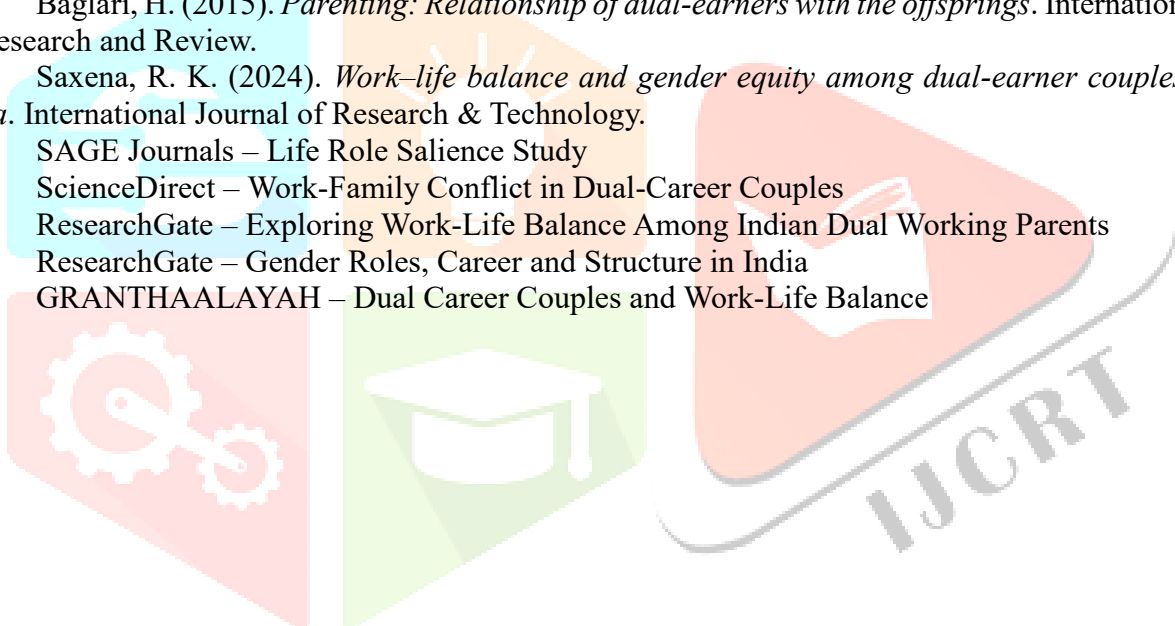 Baglari, H. (2015). Parenting: Relationship of dual-earners with the offsprings. Internation
esearch and Review.
Saxena, R. K. (2024). Work–life balance and gender equity among dual-earner couples
a. International Journal of Research & Technology.
SAGE Journals – Life Role Salience Study
ScienceDirect – Work-Family Conflict in Dual-Career Couples
ResearchGate – Exploring Work-Life Balance Among Indian Dual Working Parents
ResearchGate – Gender Roles, Career and Structure in India
GRANTHAALAYAH – Dual Career Couples and Work-Life Balance
IJCRT